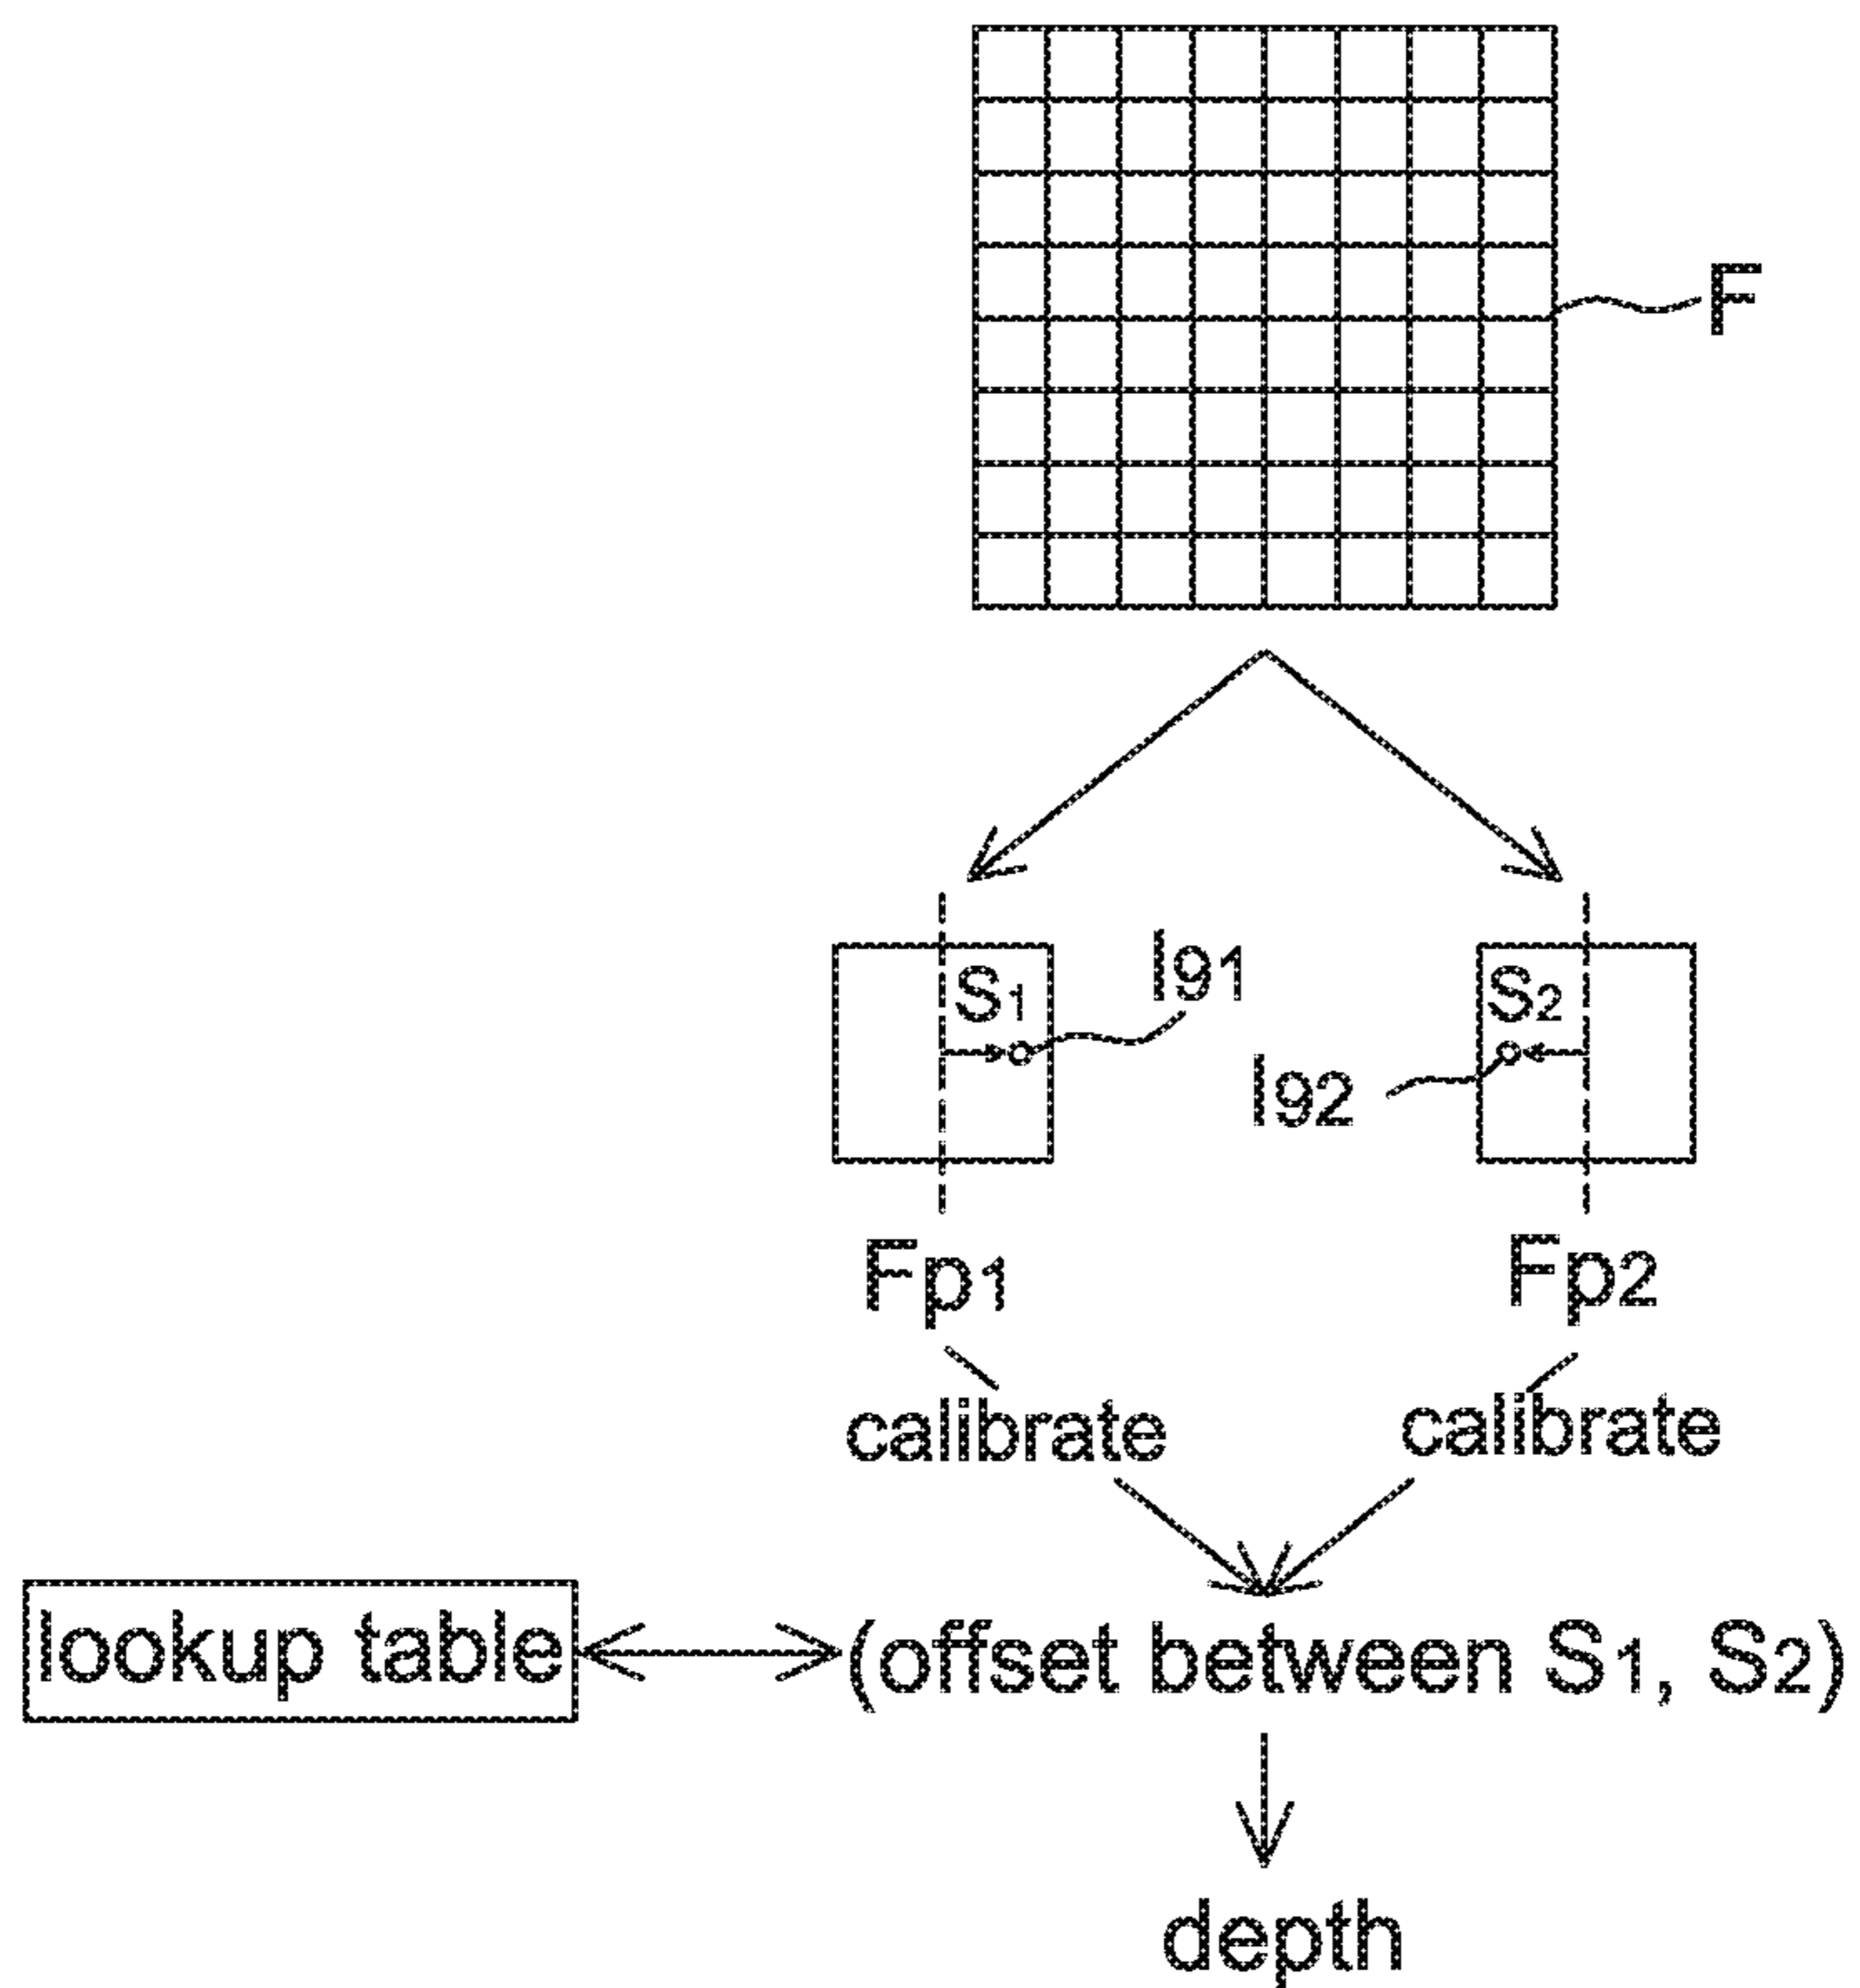 F
S1
I91
S2
I92
Fp1
Fp2
calibrate
calibrate
lookup table
(offset between S1, S2)
depth